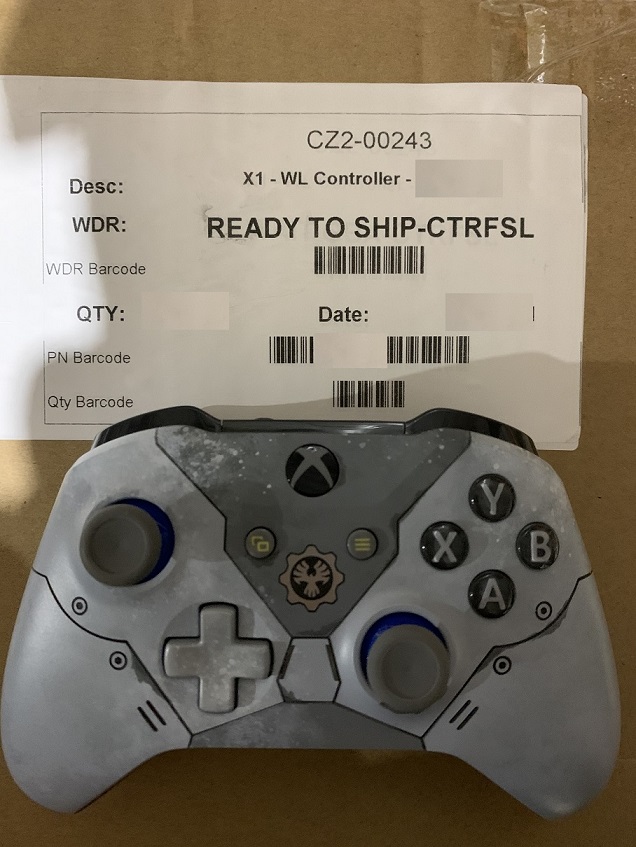 CZ2-00243
Desc: X1 - WL Controller -
WDR: READY TO SHIP-CTRFSL
WDR Barcode
QTY: Date:
PN Barcode
Qty Barcode
Y
X B
A